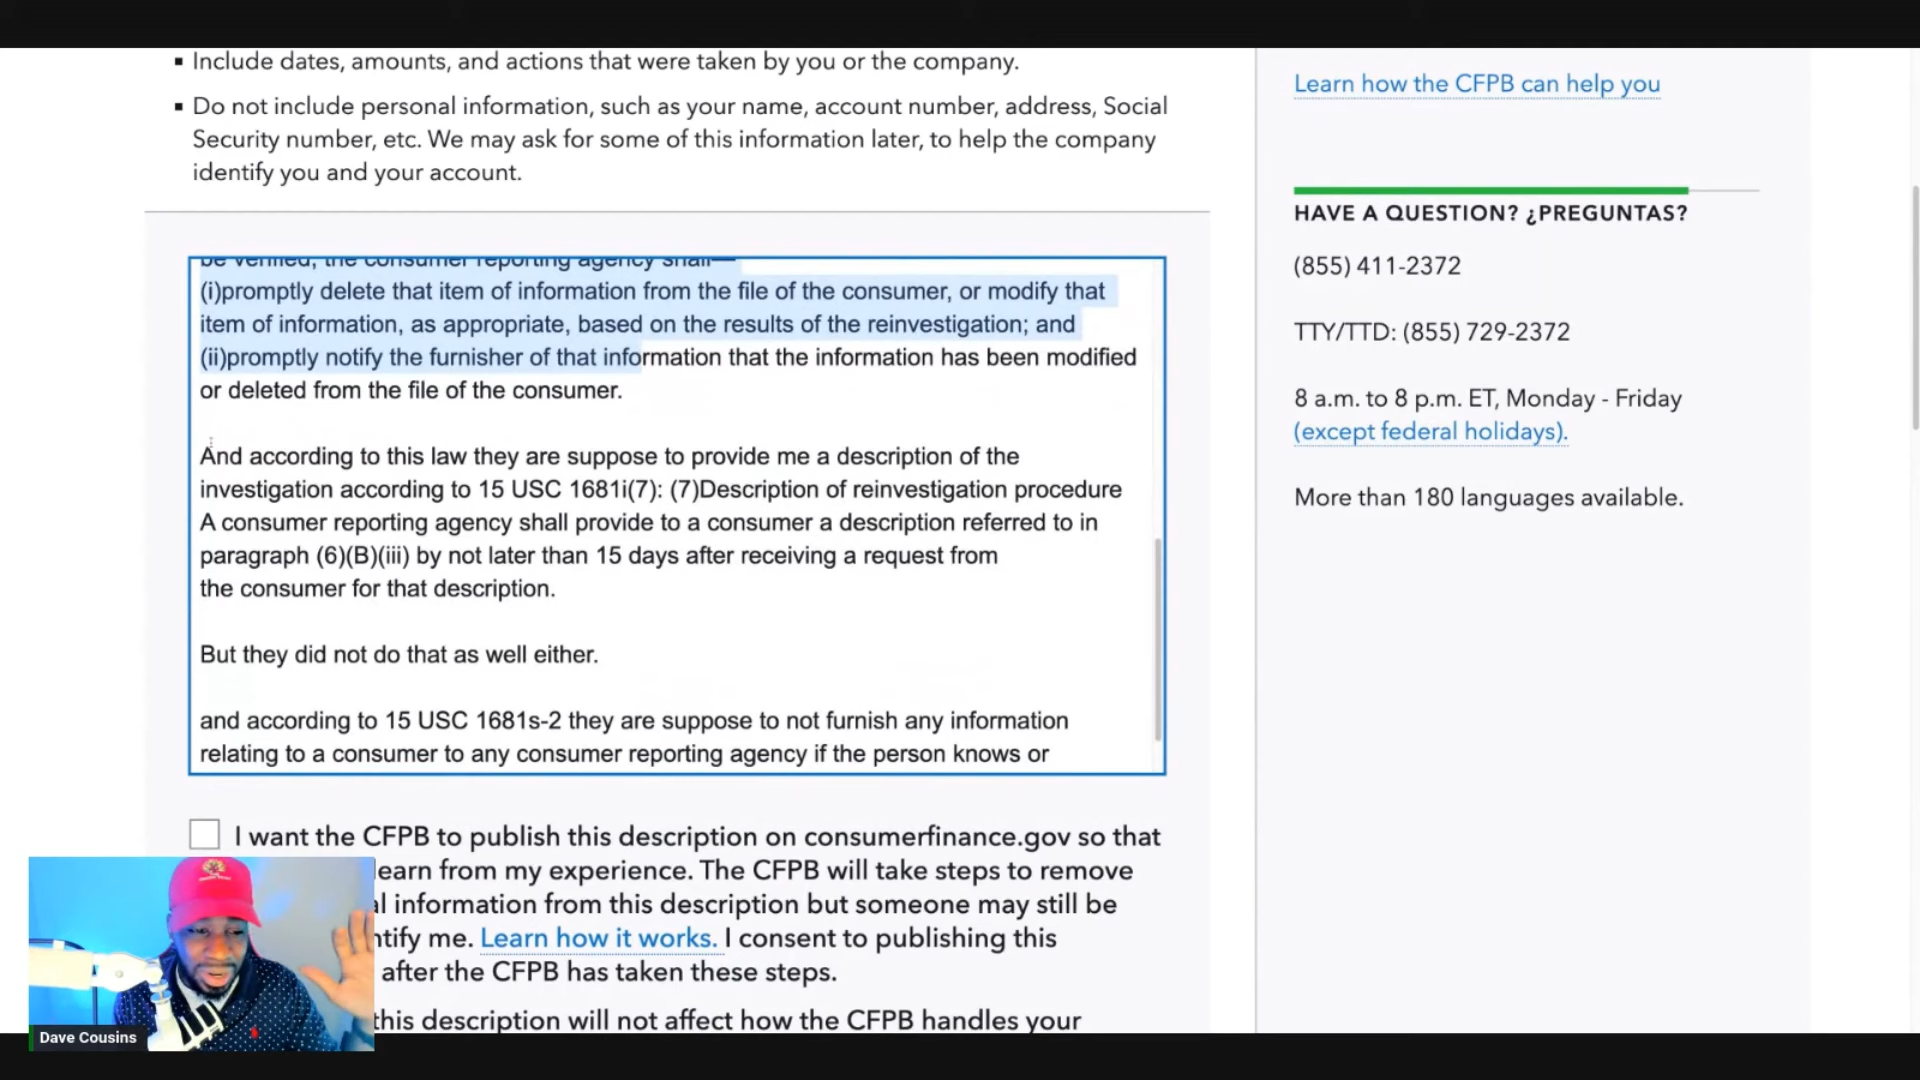 ▪ Include dates, amounts, and actions that were taken by you or the company.
▪ Do not include personal information, such as your name, account number, address, Social
Security number, etc. We may ask for some of this information later, to help the company
identify you and your account.
be verified, the consumer reporting agency shall—
(i)promptly delete that item of information from the file of the consumer, or modify that
item of information, as appropriate, based on the results of the reinvestigation; and
(ii)promptly notify the furnisher of that information that the information has been modified
or deleted from the file of the consumer.
And according to this law they are suppose to provide me a description of the
investigation according to 15 USC 1681i(7): (7)Description of reinvestigation procedure
A consumer reporting agency shall provide to a consumer a description referred to in
paragraph (6)(B)(iii) by not later than 15 days after receiving a request from
the consumer for that description.
But they did not do that as well either.
and according to 15 USC 1681s-2 they are suppose to not furnish any information
relating to a consumer to any consumer reporting agency if the person knows or
I want the CFPB to publish this description on consumerfinance.gov so that
learn from my experience. The CFPB will take steps to remove
information from this description but someone may still be
me. Learn how it works. I consent to publishing this
after the CFPB has taken these steps.
this description will not affect how the CFPB handles your
Dave Cousins
Learn how the CFPB can help you
HAVE A QUESTION? ¿PREGUNTAS?
(855) 411-2372
TTY/TTD: (855) 729-2372
8 a.m. to 8 p.m. ET, Monday - Friday
(except federal holidays).
More than 180 languages available.